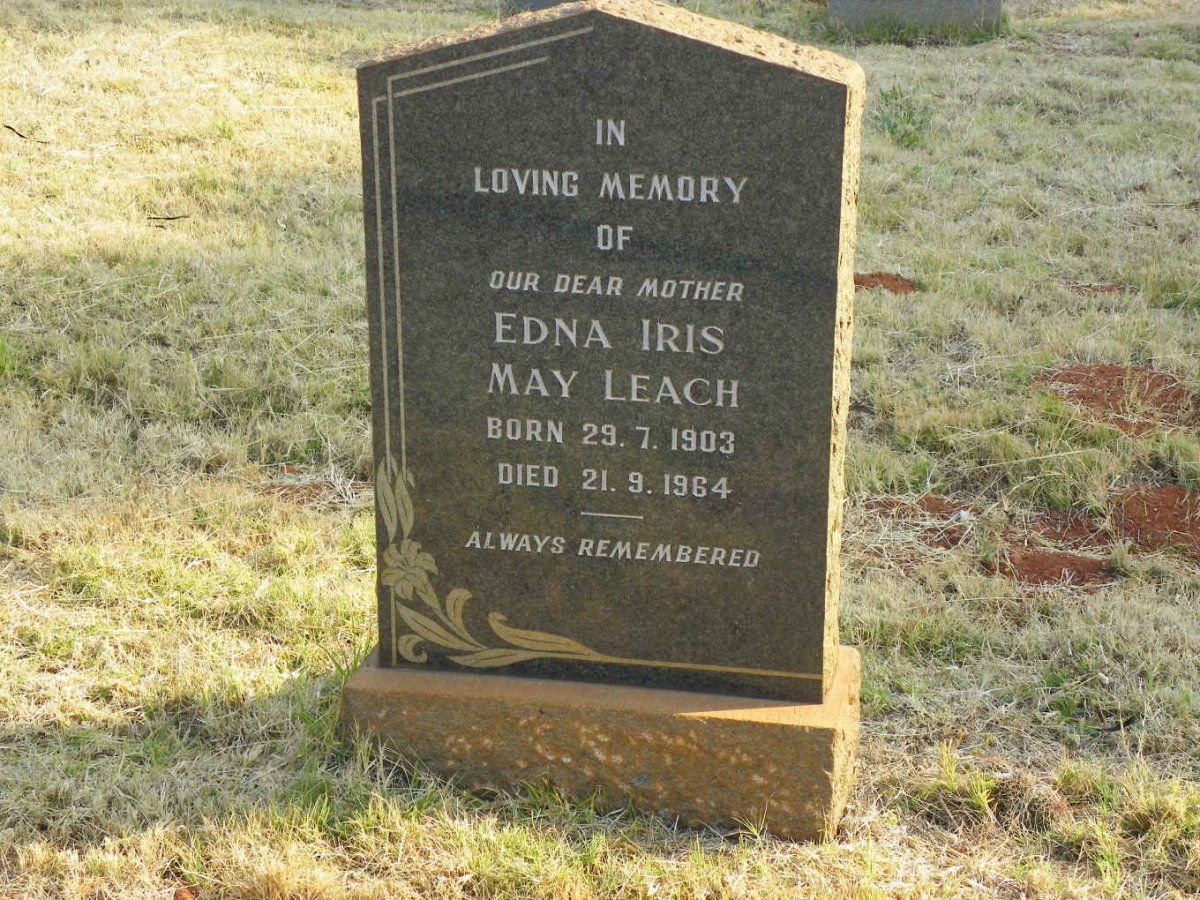 IN
LOVING MEMORY
OF
OUR DEAR MOTHER
EDNA IRIS
MAY LEACH
BORN 29. 7. 1903
DIED 21. 9. 1964
ALWAYS REMEMBERED